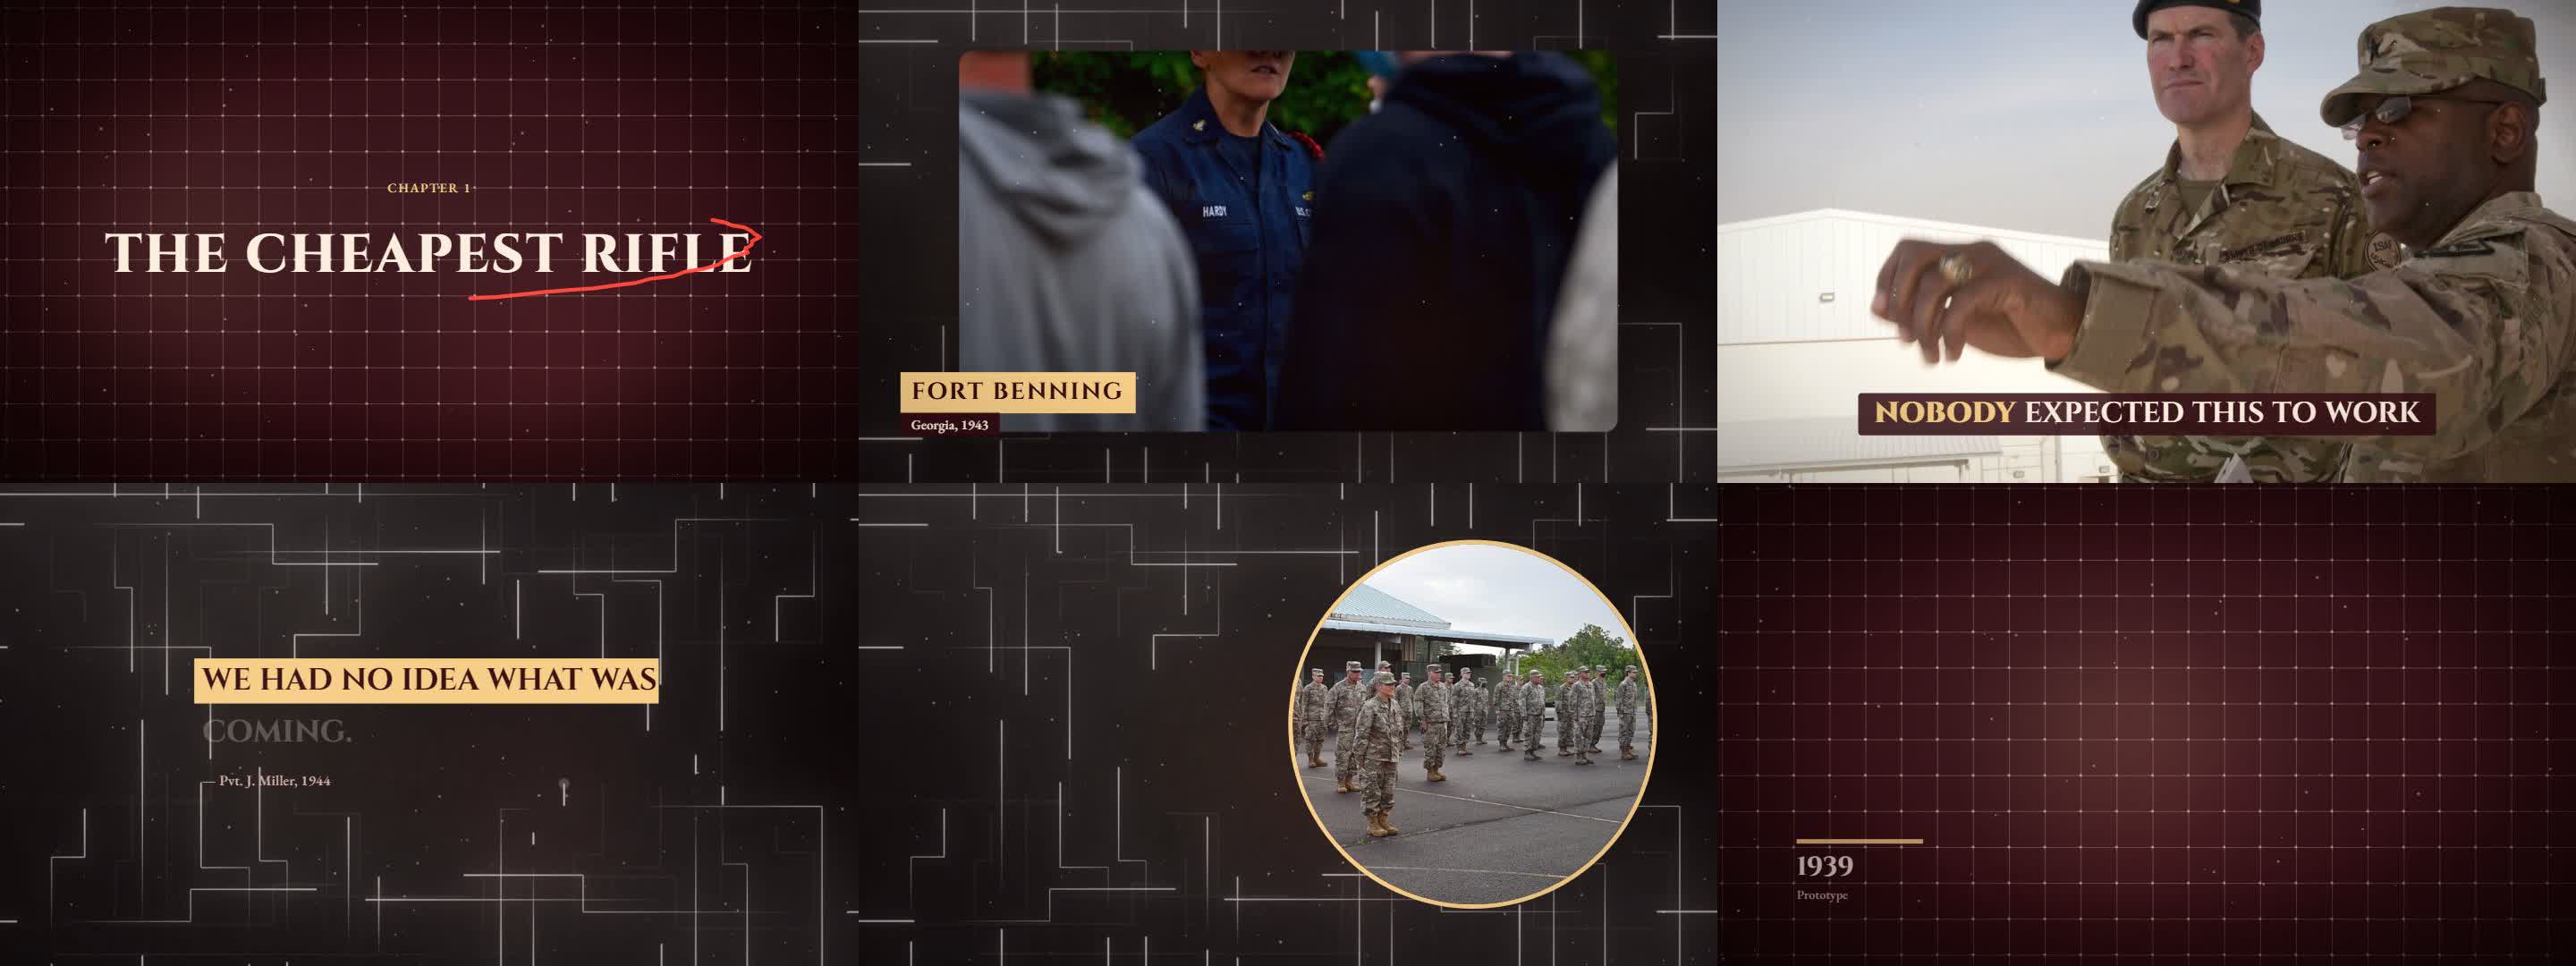 CHAPTER 1
THE CHEAPEST RIFLE
HARDY
U.S.
FORT BENNING
Georgia, 1943
ISAF
NOBODY EXPECTED THIS TO WORK
WE HAD NO IDEA WHAT WAS
COMING.
— Pvt. J. Miller, 1944
1939
Prototype